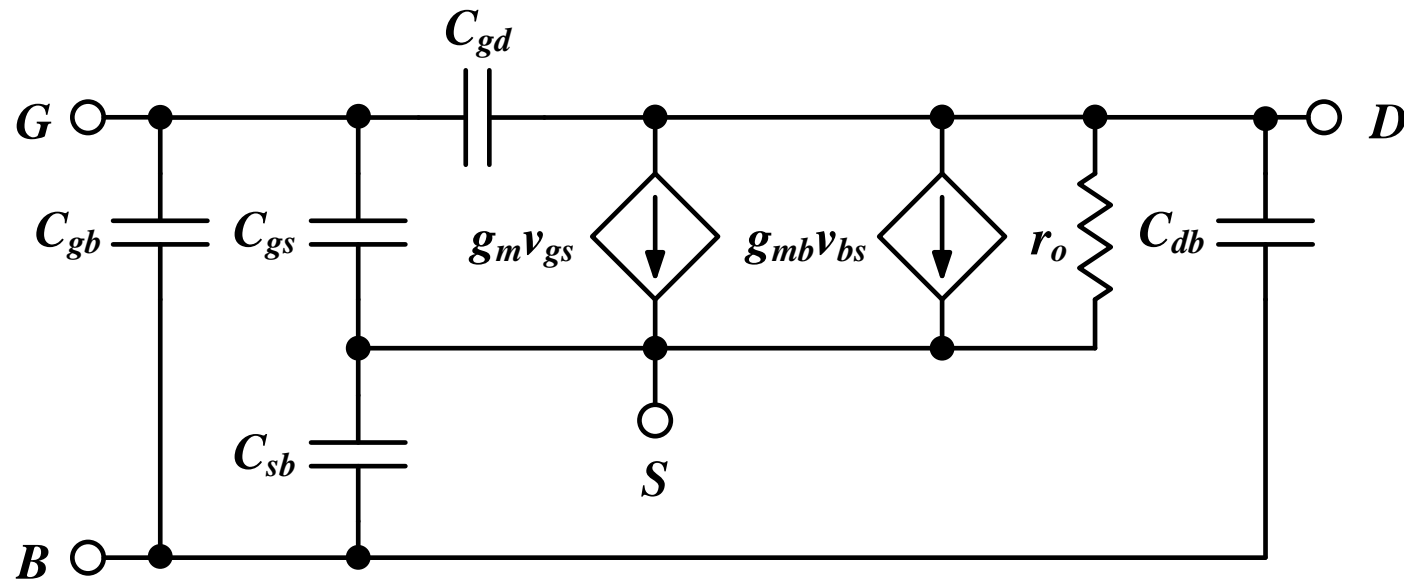 C_gd
G
D
C_gb
C_gs
g_m v_gs
g_mb v_bs
r_o
C_db
C_sb
S
B